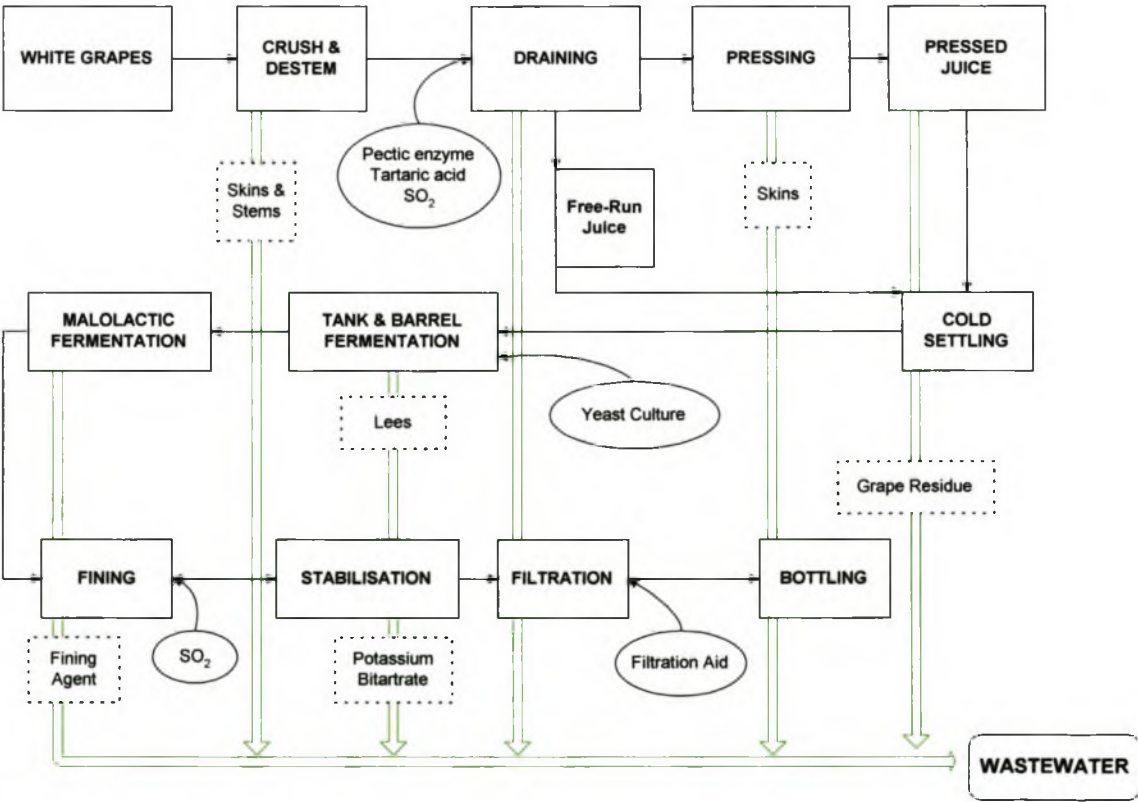 WHITE GRAPES
CRUSH &
DESTEM
DRAINING
PRESSING
PRESSED
JUICE
Pectic enzyme
Tartaric acid
SO₂
Skins &
Stems
Free-Run
Juice
Skins
MALOLACTIC
FERMENTATION
TANK & BARREL
FERMENTATION
COLD
SETTLING
Lees
Yeast Culture
Grape Residue
FINING
STABILISATION
FILTRATION
BOTTLING
Fining
Agent
SO₂
Potassium
Bitartrate
Filtration Aid
WASTEWATER